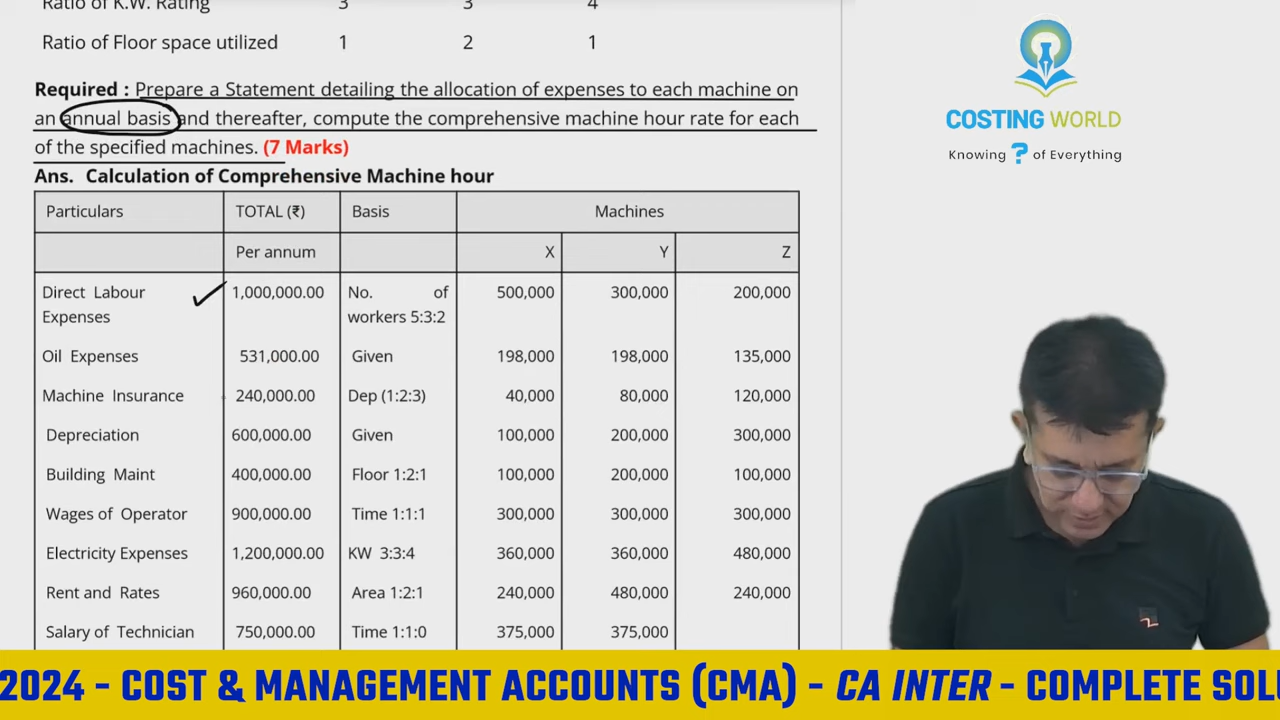 Ratio of K.W. Rating 3 3 4
Ratio of Floor space utilized 1 2 1
Required : Prepare a Statement detailing the allocation of expenses to each machine on
an annual basis and thereafter, compute the comprehensive machine hour rate for each
of the specified machines. (7 Marks)
Ans. Calculation of Comprehensive Machine hour
Particulars TOTAL (₹) Basis Machines
Per annum X Y Z
Direct Labour 1,000,000.00 No. of 500,000 300,000 200,000
Expenses workers 5:3:2
Oil Expenses 531,000.00 Given 198,000 198,000 135,000
Machine Insurance 240,000.00 Dep (1:2:3) 40,000 80,000 120,000
Depreciation 600,000.00 Given 100,000 200,000 300,000
Building Maint 400,000.00 Floor 1:2:1 100,000 200,000 100,000
Wages of Operator 900,000.00 Time 1:1:1 300,000 300,000 300,000
Electricity Expenses 1,200,000.00 KW 3:3:4 360,000 360,000 480,000
Rent and Rates 960,000.00 Area 1:2:1 240,000 480,000 240,000
Salary of Technician 750,000.00 Time 1:1:0 375,000 375,000
COSTING WORLD
Knowing ? of Everything
2024 - COST & MANAGEMENT ACCOUNTS (CMA) - CA INTER - COMPLETE SOL